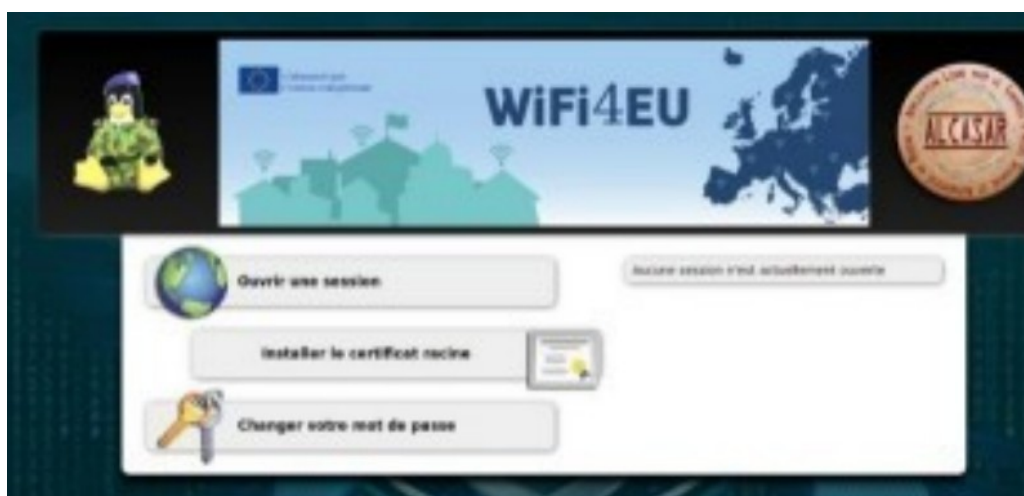 WiFi4EU
ALCASAR
Ouvrir une session
Aucune session n'est actuellement ouverte
Installer le certificat racine
Changer votre mot de passe